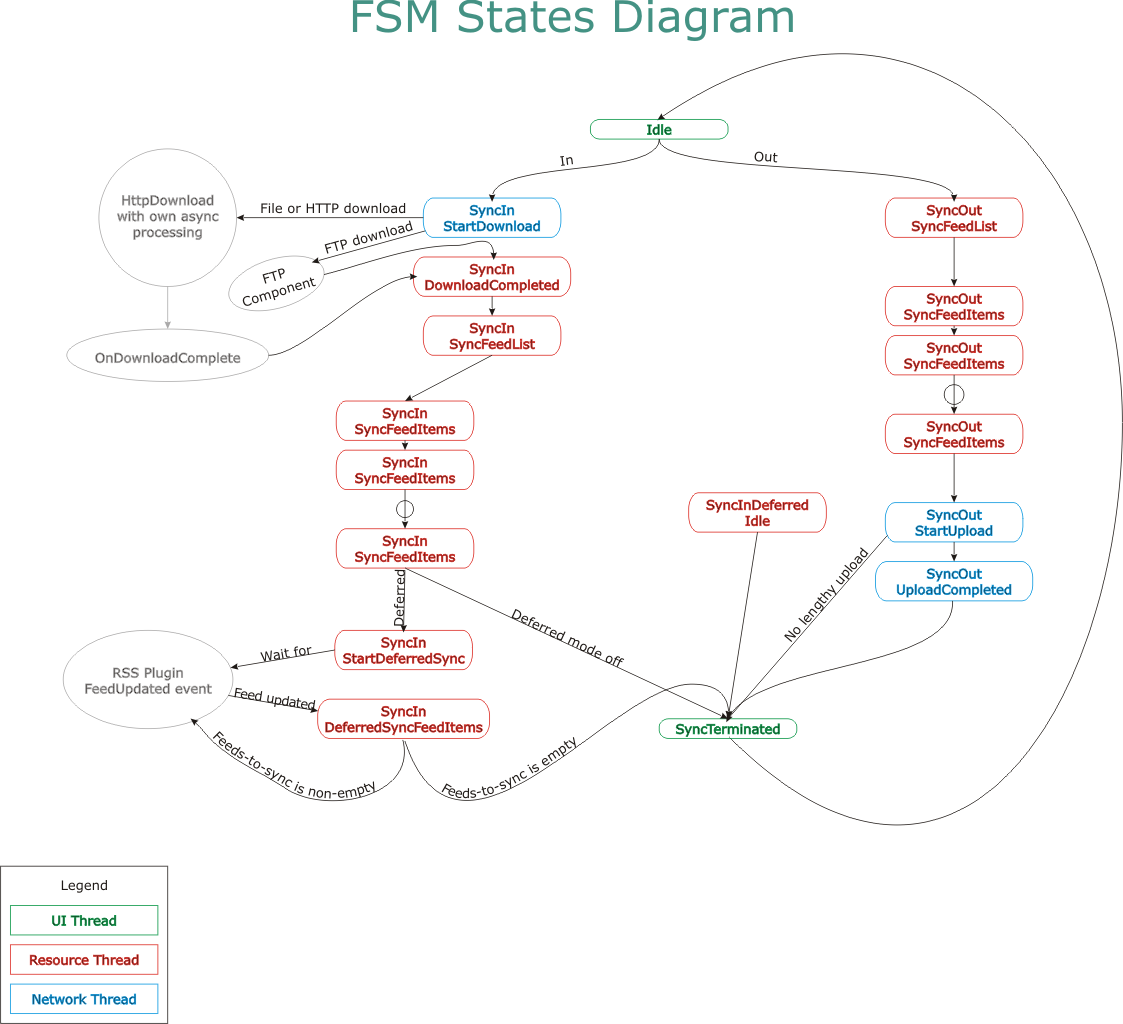 FSM States Diagram
Idle
In
Out
HttpDownload
with own async
processing
File or HTTP download
SyncIn
StartDownload
SyncOut
SyncFeedList
FTP download
FTP
Component
SyncIn
DownloadCompleted
SyncOut
SyncFeedItems
SyncIn
SyncFeedList
OnDownloadComplete
SyncOut
SyncFeedItems
SyncIn
SyncFeedItems
SyncOut
SyncFeedItems
SyncIn
SyncFeedItems
SyncInDeferred
Idle
SyncOut
StartUpload
SyncIn
SyncFeedItems
SyncOut
UploadCompleted
Deferred
Deferred mode off
No lengthy upload
SyncIn
StartDeferredSync
Wait for
RSS Plugin
FeedUpdated event
Feed updated
SyncIn
DeferredSyncFeedItems
SyncTerminated
Feeds-to-sync is non-empty
Feeds-to-sync is empty
Legend
UI Thread
Resource Thread
Network Thread